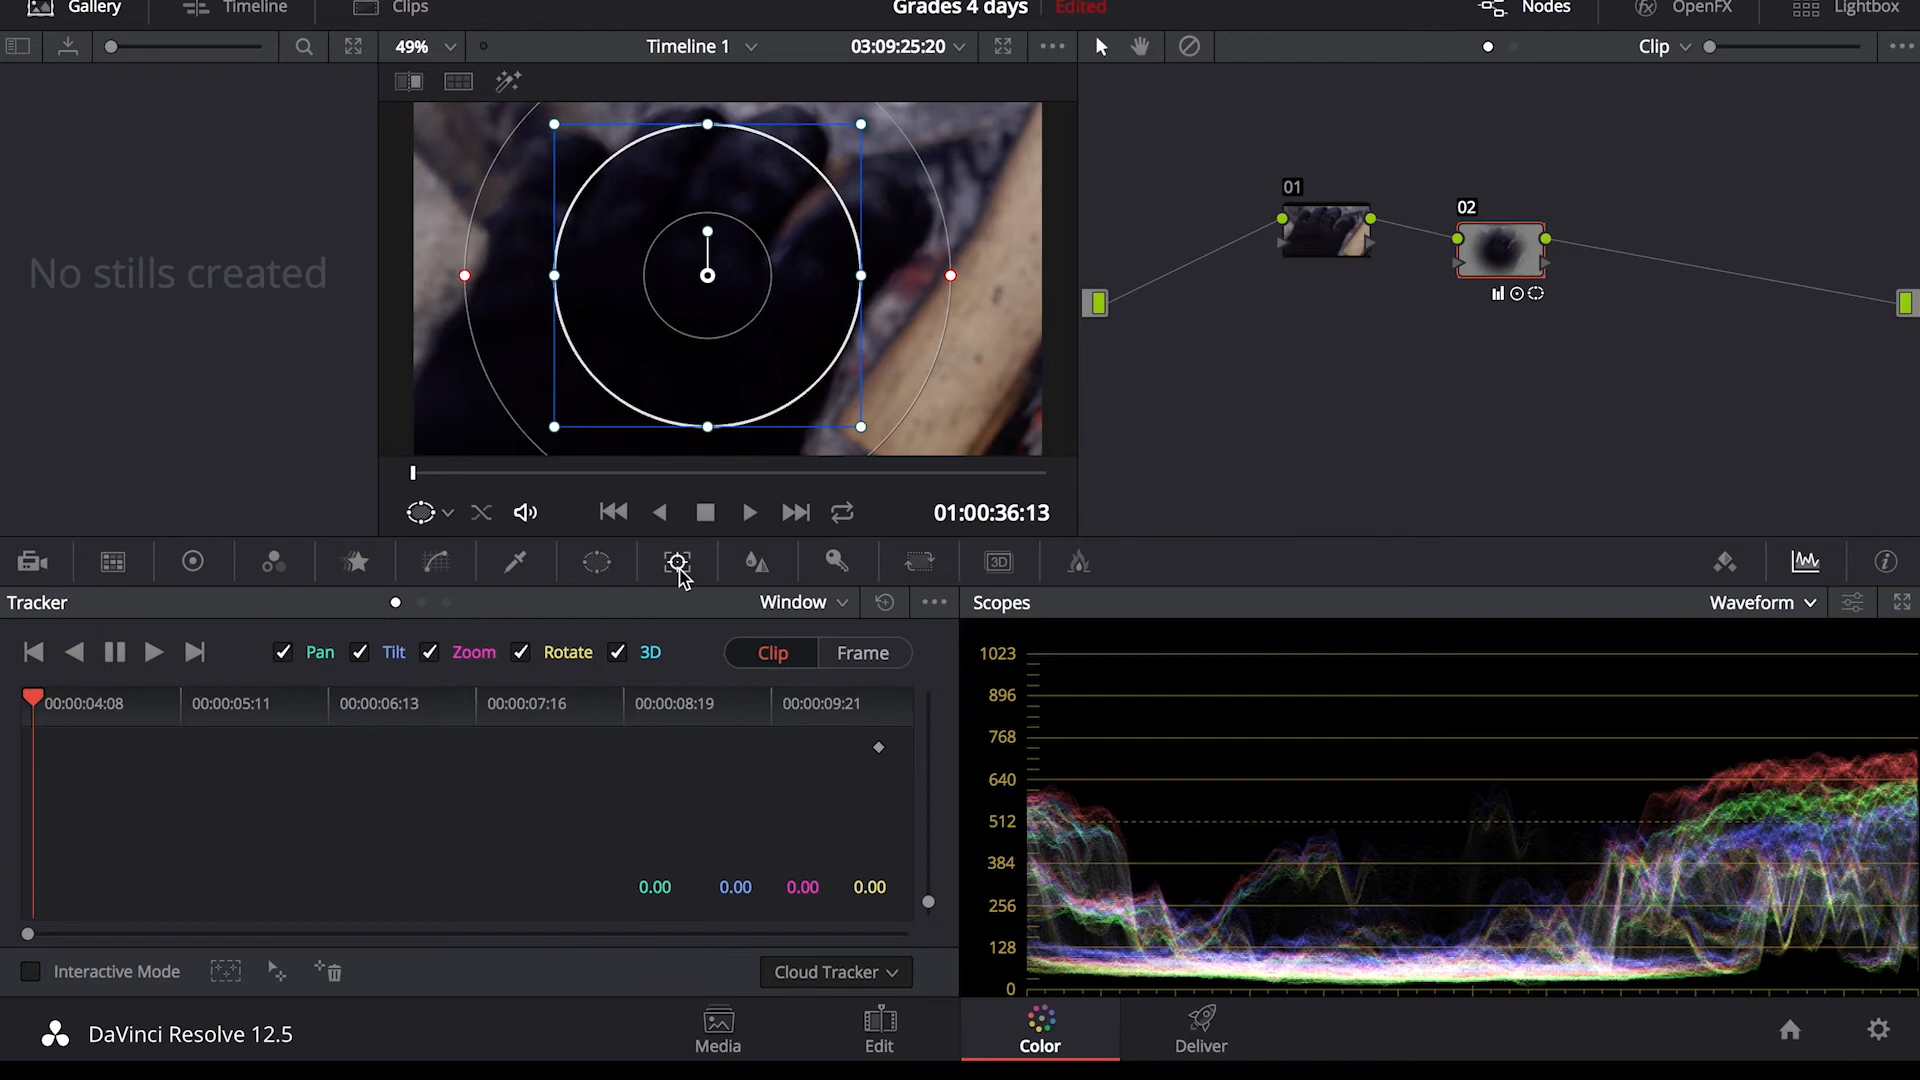 Gallery Timeline Clips Grades 4 days Edited Nodes OpenFX Lightbox
49% Timeline 1 03:09:25:20 Clip
No stills created
01
02
01:00:36:13
3D
Tracker Window Scopes Waveform
Pan Tilt Zoom Rotate 3D Clip Frame
00:00:04:08 00:00:05:11 00:00:06:13 00:00:07:16 00:00:08:19 00:00:09:21
1023
896
768
640
512
384
256
128
0
0.00 0.00 0.00 0.00
Interactive Mode Cloud Tracker
DaVinci Resolve 12.5
Media Edit Color Deliver